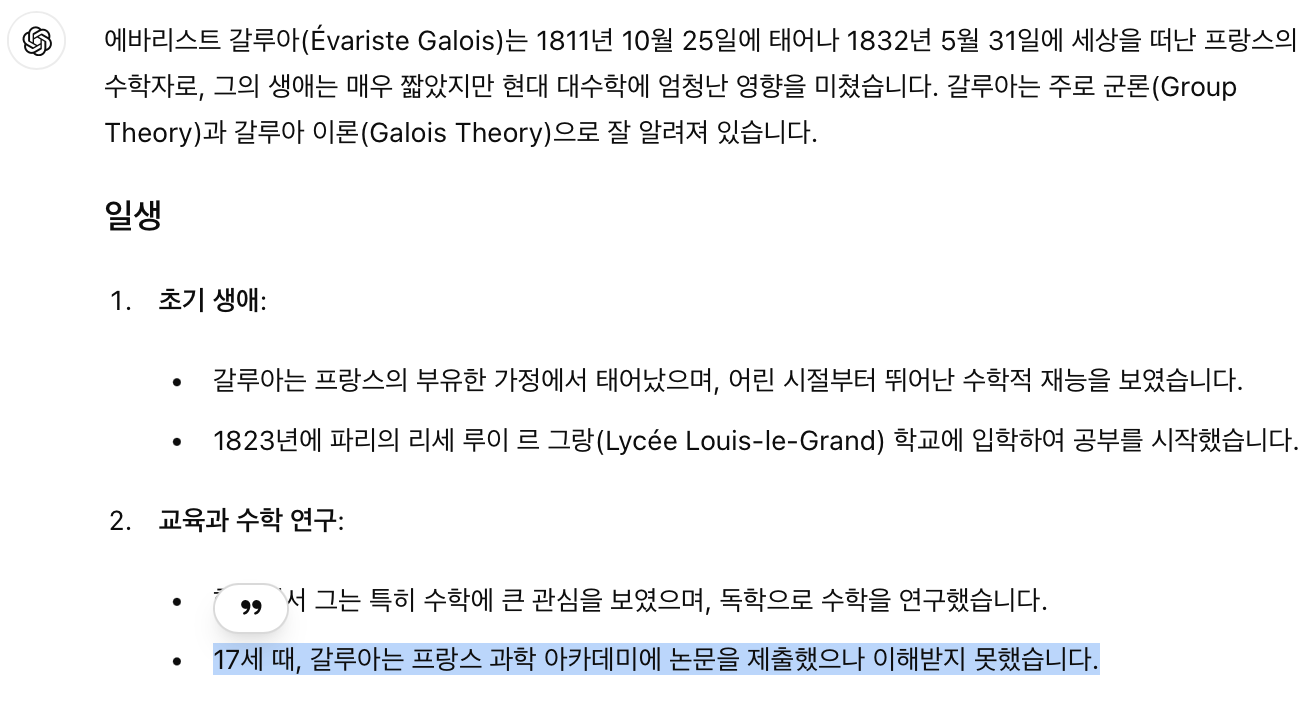 에바리스트 갈루아(Évariste Galois)는 1811년 10월 25일에 태어나 1832년 5월 31일에 세상을 떠난 프랑스의
수학자로, 그의 생애는 매우 짧았지만 현대 대수학에 엄청난 영향을 미쳤습니다. 갈루아는 주로 군론(Group
Theory)과 갈루아 이론(Galois Theory)으로 잘 알려져 있습니다.
일생
1. 초기 생애:
• 갈루아는 프랑스의 부유한 가정에서 태어났으며, 어린 시절부터 뛰어난 수학적 재능을 보였습니다.
• 1823년에 파리의 리세 루이 르 그랑(Lycée Louis-le-Grand) 학교에 입학하여 공부를 시작했습니다.
2. 교육과 수학 연구:
• 그는 특히 수학에 큰 관심을 보였으며, 독학으로 수학을 연구했습니다.
• 17세 때, 갈루아는 프랑스 과학 아카데미에 논문을 제출했으나 이해받지 못했습니다.